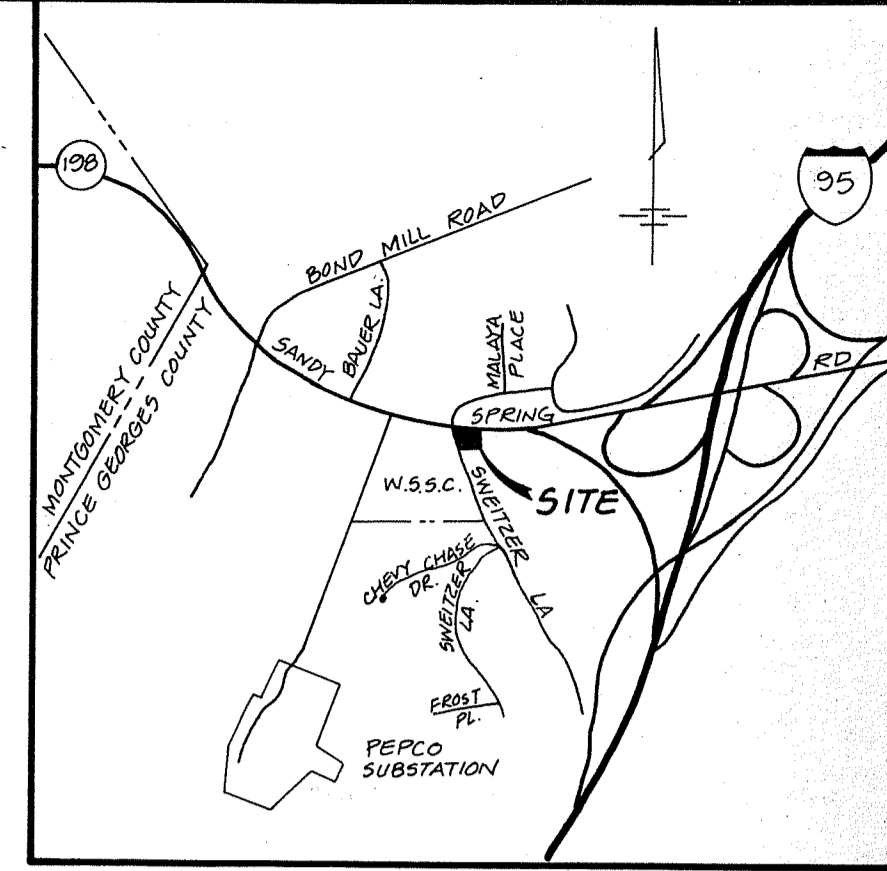 198
95
BOND MILL ROAD
BAUER LA.
SANDY
MALAYA
PLACE
SPRING
RD
MONTGOMERY COUNTY
PRINCE GEORGES COUNTY
W.S.S.C.
SWEITZER
LA
SITE
CHEVY CHASE
DR.
SWEITZER
LA.
FROST
PL.
PEPCO
SUBSTATION